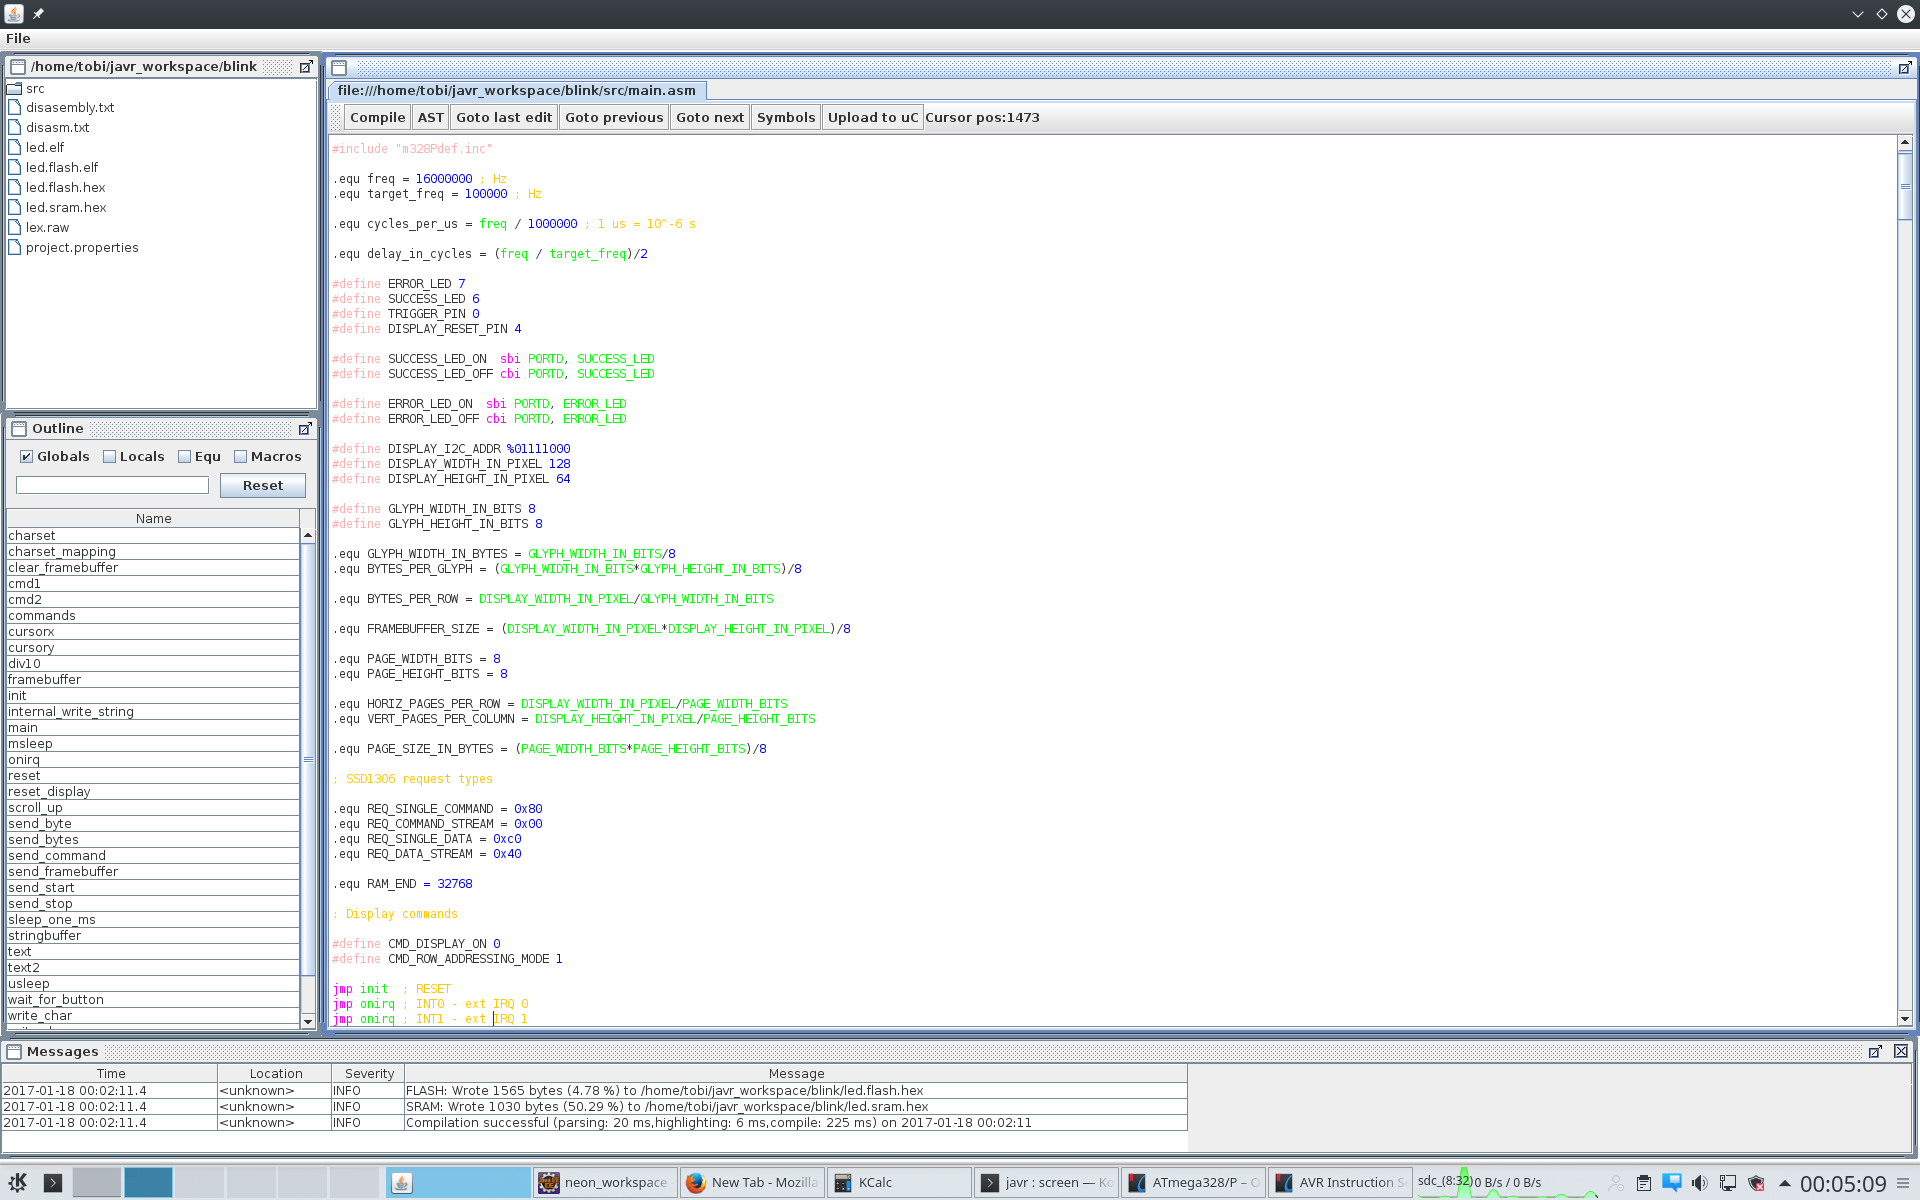 File
/home/tobi/javr_workspace/blink
src
disasembly.txt
disasm.txt
led.elf
led.flash.elf
led.flash.hex
led.sram.hex
lex.raw
project.properties
Outline
Globals Locals Equ Macros
Reset
Name
charset
charset_mapping
clear_framebuffer
cmd1
cmd2
commands
cursorx
cursory
div10
framebuffer
init
internal_write_string
main
msleep
onirq
reset
reset_display
scroll_up
send_byte
send_bytes
send_command
send_framebuffer
send_start
send_stop
sleep_one_ms
stringbuffer
text
text2
usleep
wait_for_button
write_char
file:///home/tobi/javr_workspace/blink/src/main.asm
Compile AST Goto last edit Goto previous Goto next Symbols Upload to uC Cursor pos:1473
#include "m328Pdef.inc"
.equ freq = 16000000 ; Hz
.equ target_freq = 100000 ; Hz
.equ cycles_per_us = freq / 1000000 ; 1 us = 10^-6 s
.equ delay_in_cycles = (freq / target_freq)/2
#define ERROR_LED 7
#define SUCCESS_LED 6
#define TRIGGER_PIN 0
#define DISPLAY_RESET_PIN 4
#define SUCCESS_LED_ON  sbi PORTD, SUCCESS_LED
#define SUCCESS_LED_OFF cbi PORTD, SUCCESS_LED
#define ERROR_LED_ON  sbi PORTD, ERROR_LED
#define ERROR_LED_OFF cbi PORTD, ERROR_LED
#define DISPLAY_I2C_ADDR %01111000
#define DISPLAY_WIDTH_IN_PIXEL 128
#define DISPLAY_HEIGHT_IN_PIXEL 64
#define GLYPH_WIDTH_IN_BITS 8
#define GLYPH_HEIGHT_IN_BITS 8
.equ GLYPH_WIDTH_IN_BYTES = GLYPH_WIDTH_IN_BITS/8
.equ BYTES_PER_GLYPH = (GLYPH_WIDTH_IN_BITS*GLYPH_HEIGHT_IN_BITS)/8
.equ BYTES_PER_ROW = DISPLAY_WIDTH_IN_PIXEL/GLYPH_WIDTH_IN_BITS
.equ FRAMEBUFFER_SIZE = (DISPLAY_WIDTH_IN_PIXEL*DISPLAY_HEIGHT_IN_PIXEL)/8
.equ PAGE_WIDTH_BITS = 8
.equ PAGE_HEIGHT_BITS = 8
.equ HORIZ_PAGES_PER_ROW = DISPLAY_WIDTH_IN_PIXEL/PAGE_WIDTH_BITS
.equ VERT_PAGES_PER_COLUMN = DISPLAY_HEIGHT_IN_PIXEL/PAGE_HEIGHT_BITS
.equ PAGE_SIZE_IN_BYTES = (PAGE_WIDTH_BITS*PAGE_HEIGHT_BITS)/8
; SSD1306 request types
.equ REQ_SINGLE_COMMAND = 0x80
.equ REQ_COMMAND_STREAM = 0x00
.equ REQ_SINGLE_DATA = 0xc0
.equ REQ_DATA_STREAM = 0x40
.equ RAM_END = 32768
; Display commands
#define CMD_DISPLAY_ON 0
#define CMD_ROW_ADDRESSING_MODE 1
jmp init  ; RESET
jmp onirq ; INT0 - ext IRQ 0
jmp onirq ; INT1 - ext IRQ 1
Messages
Time Location Severity Message
2017-01-18 00:02:11.4 <unknown> INFO FLASH: Wrote 1565 bytes (4.78 %) to /home/tobi/javr_workspace/blink/led.flash.hex
2017-01-18 00:02:11.4 <unknown> INFO SRAM: Wrote 1030 bytes (50.29 %) to /home/tobi/javr_workspace/blink/led.sram.hex
2017-01-18 00:02:11.4 <unknown> INFO Compilation successful (parsing: 20 ms,highlighting: 6 ms,compile: 225 ms) on 2017-01-18 00:02:11
neon_workspace New Tab - Mozilla KCalc javr : screen — Ko ATmega328/P – O AVR Instruction S sdc_(8:32) 0 B/s / 0 B/s 00:05:09